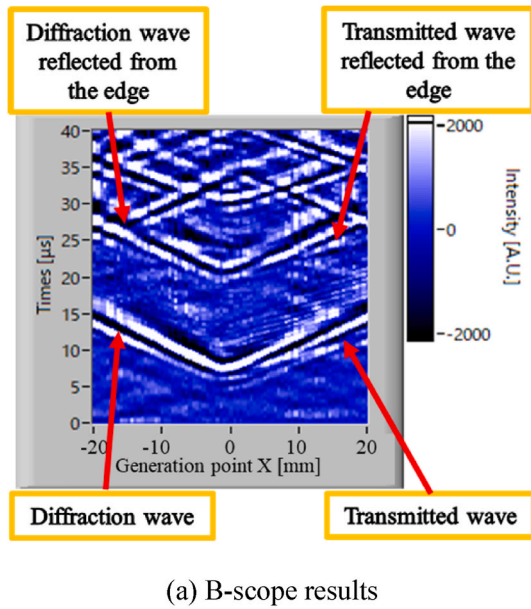 Diffraction wave
reflected from
the edge
Transmitted wave
reflected from the
edge
40
35
30
25
20
15
10
5
0
Times [µs]
-20
-10
0
10
20
Generation point X [mm]
2000
0
-2000
Intensity [A.U.]
Diffraction wave
Transmitted wave
(a) B-scope results